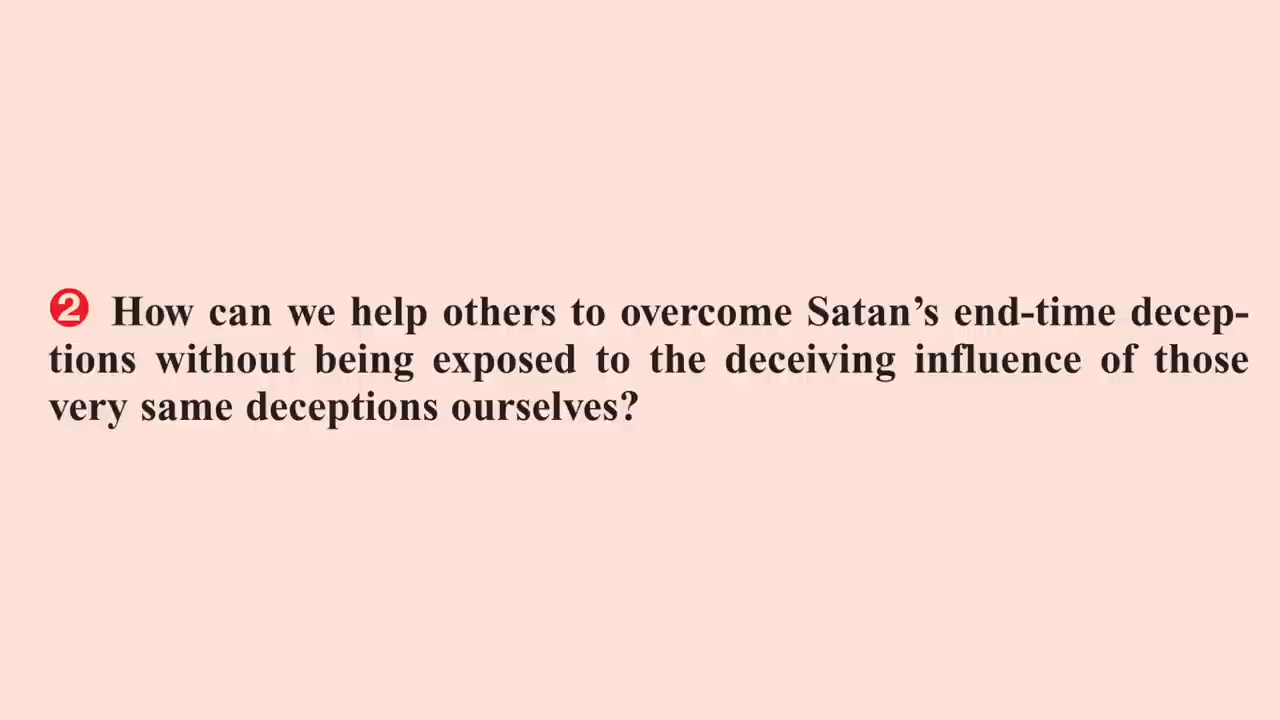 ❷ How can we help others to overcome Satan’s end-time decep-
tions without being exposed to the deceiving influence of those
very same deceptions ourselves?